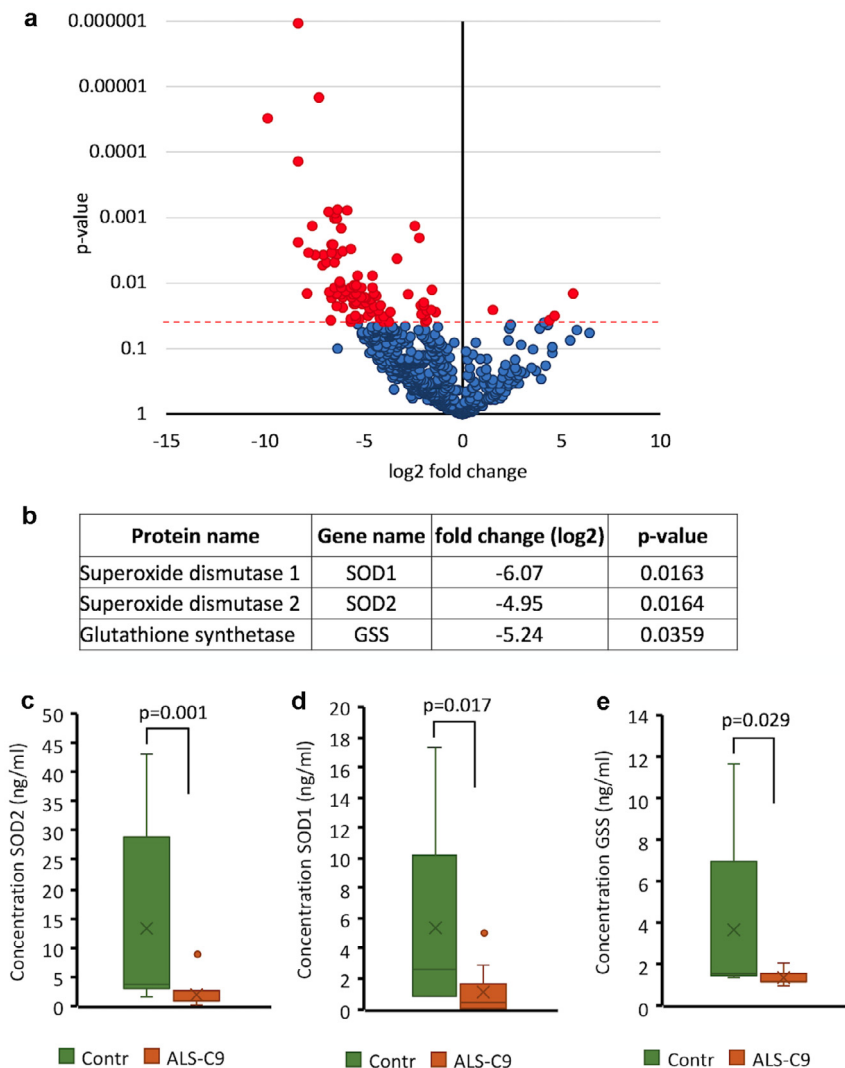 a
0.000001
0.00001
0.0001
0.001
0.01
0.1
1
p-value
-15 -10 -5 0 5 10
log2 fold change
b
Protein name Gene name fold change (log2) p-value
Superoxide dismutase 1 SOD1 -6.07 0.0163
Superoxide dismutase 2 SOD2 -4.95 0.0164
Glutathione synthetase GSS -5.24 0.0359
c
p=0.001
50
45
40
35
30
25
20
15
10
5
0
Concentration SOD2 (ng/ml)
Contr ALS-C9
d
p=0.017
20
18
16
14
12
10
8
6
4
2
0
Concentration SOD1 (ng/ml)
Contr ALS-C9
e
p=0.029
14
12
10
8
6
4
2
0
Concentration GSS (ng/ml)
Contr ALS-C9